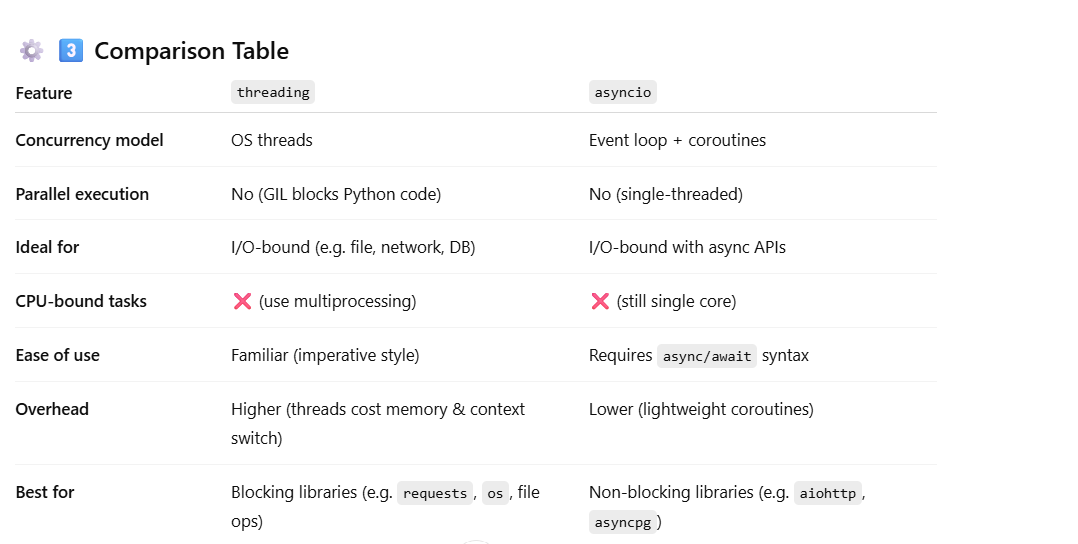 ⚙️ 3️⃣ Comparison Table
Feature threading asyncio
Concurrency model OS threads Event loop + coroutines
Parallel execution No (GIL blocks Python code) No (single-threaded)
Ideal for I/O-bound (e.g. file, network, DB) I/O-bound with async APIs
CPU-bound tasks ❌ (use multiprocessing) ❌ (still single core)
Ease of use Familiar (imperative style) Requires async/await syntax
Overhead Higher (threads cost memory & context Lower (lightweight coroutines)
switch)
Best for Blocking libraries (e.g. requests, os, file Non-blocking libraries (e.g. aiohttp,
ops) asyncpg)